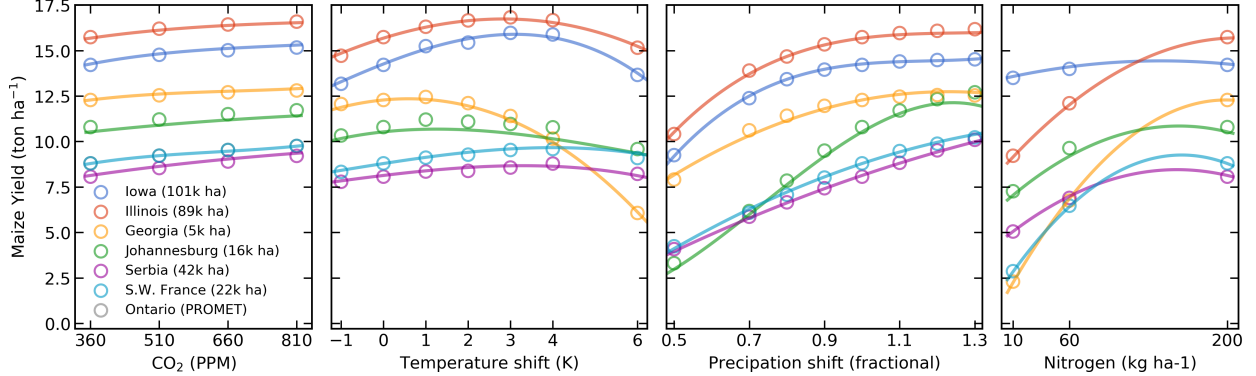 Maize Yield (ton ha⁻¹)
17.5
15.0
12.5
10.0
7.5
5.0
2.5
0.0
Iowa (101k ha)
Illinois (89k ha)
Georgia (5k ha)
Johannesburg (16k ha)
Serbia (42k ha)
S.W. France (22k ha)
Ontario (PROMET)
360 510 660 810
CO₂ (PPM)
−1 0 1 2 3 4 6
Temperature shift (K)
0.5 0.7 0.8 0.9 1.0 1.1 1.3
Precipation shift (fractional)
10 60 200
Nitrogen (kg ha-1)